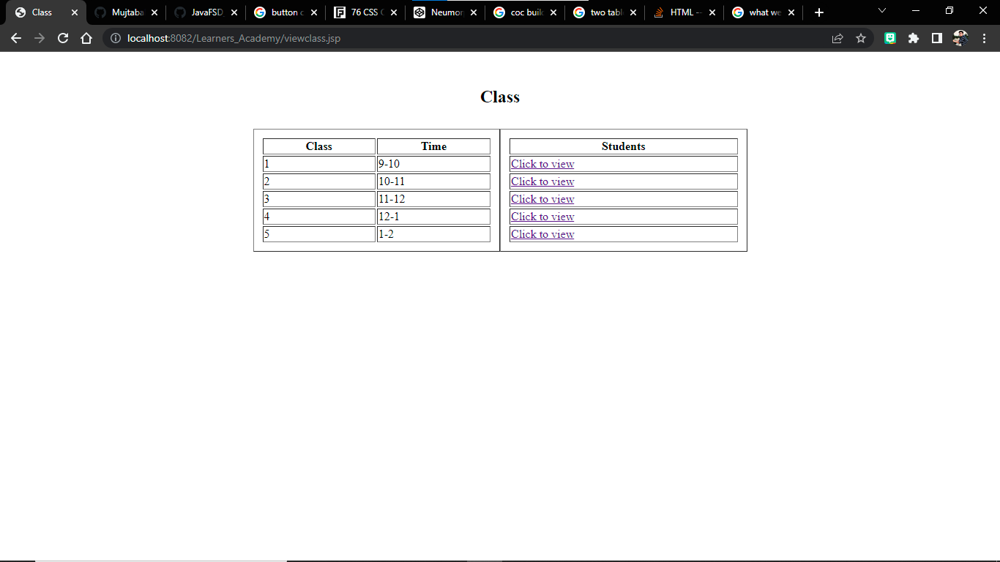 Class Mujtaba JavaFSD button c 76 CSS Neumor coc buil two tabl HTML - what we
localhost:8082/Learners_Academy/viewclass.jsp
Class
Class Time Students
1 9-10 Click to view
2 10-11 Click to view
3 11-12 Click to view
4 12-1 Click to view
5 1-2 Click to view